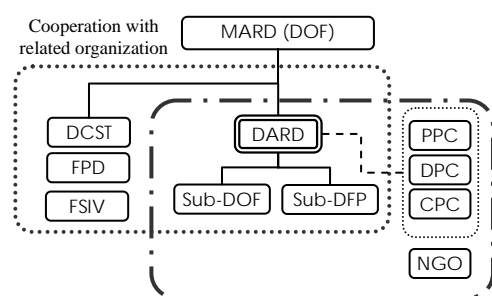 Cooperation with
related organization
MARD (DOF)
DCST
FPD
FSIV
DARD
Sub-DOF
Sub-DFP
PPC
DPC
CPC
NGO